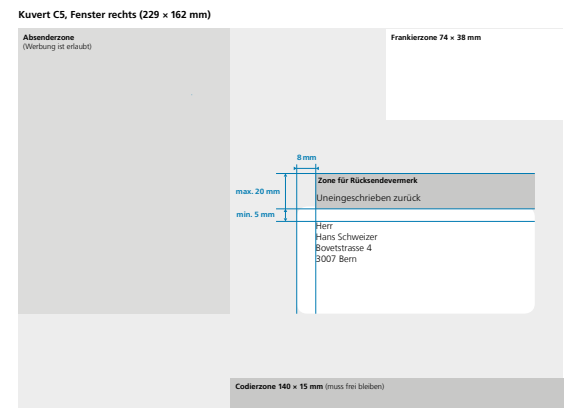 Kuvert C5, Fenster rechts (229 × 162 mm)
Absenderzone
(Werbung ist erlaubt)
Frankierzone 74 × 38 mm
8 mm
Zone für Rücksendevermerk
max. 20 mm
Uneingeschrieben zurück
min. 5 mm
Herr
Hans Schweizer
Bovetstrasse 4
3007 Bern
Codierzone 140 × 15 mm (muss frei bleiben)